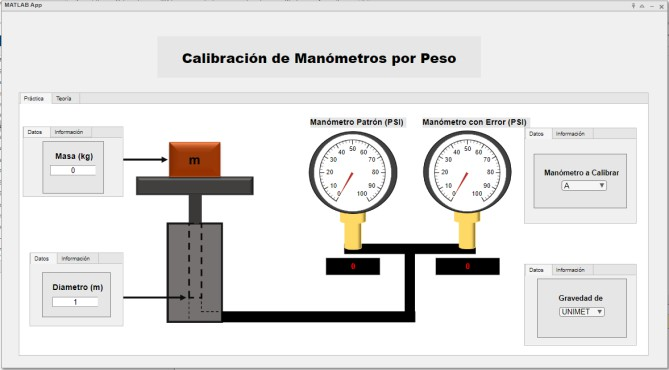 MATLAB App
Calibración de Manómetros por Peso
Práctica Teoría
Datos Información
Masa (kg)
0
m
Manómetro Patrón (PSI)
0 10 20 30 40 50 60 70 80 90 100
0
Manómetro con Error (PSI)
0 10 20 30 40 50 60 70 80 90 100
0
Datos Información
Manómetro a Calibrar
A
Datos Información
Diametro (m)
1
Datos Información
Gravedad de
UNIMET